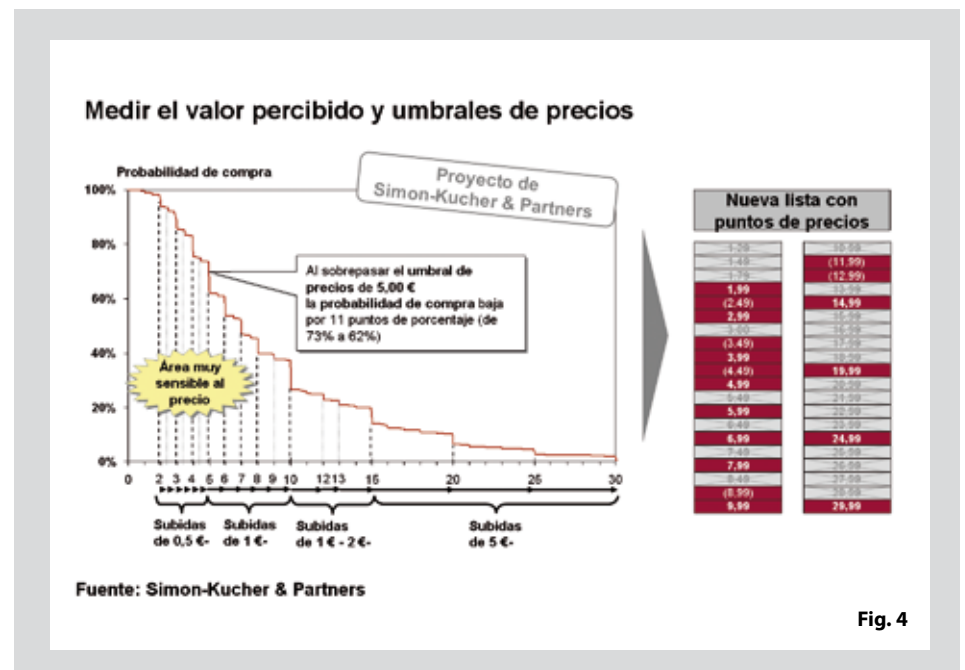 Medir el valor percibido y umbrales de precios
Probabilidad de compra
Proyecto de
Simon-Kucher & Partners
100%
80%
60%
40%
20%
0%
Al sobrepasar el umbral de
precios de 5,00 €
la probabilidad de compra baja
por 11 puntos de porcentaje (de
73% a 62%)
Área muy
sensible al
precio
0 2 3 4 5 6 7 8 9 10 12 13 15 20 25 30
Subidas
de 0,5 €-
Subidas
de 1 €-
Subidas
de 1 € - 2 €-
Subidas
de 5 €-
Nueva lista con
puntos de precios
1,99
(2,49)
2,99
(3,49)
3,99
(4,49)
4,99
5,99
6,99
7,99
(8,99)
9,99
(11,99)
(12,99)
14,99
19,99
24,99
29,99
Fuente: Simon-Kucher & Partners
Fig. 4